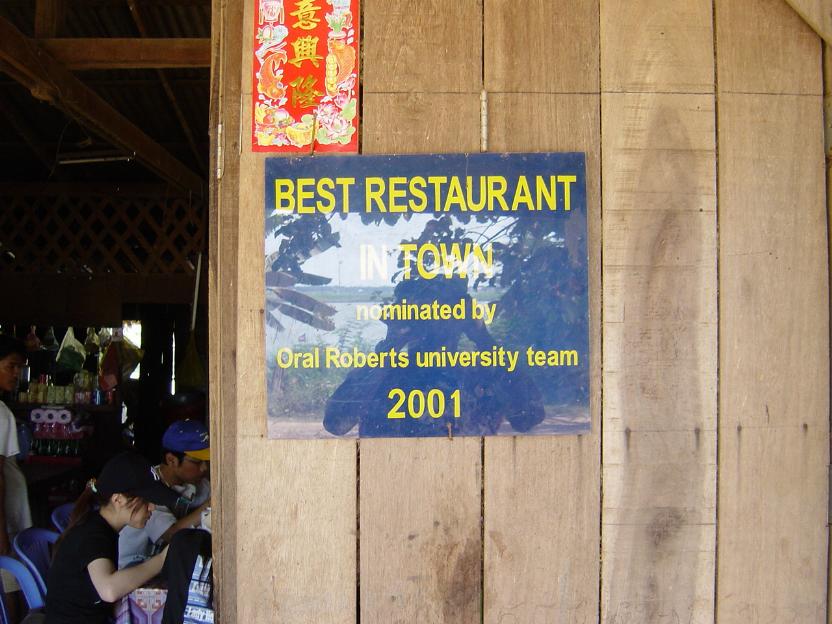 意
興
隆
BEST RESTAURANT
IN TOWN
nominated by
Oral Roberts university team
2001